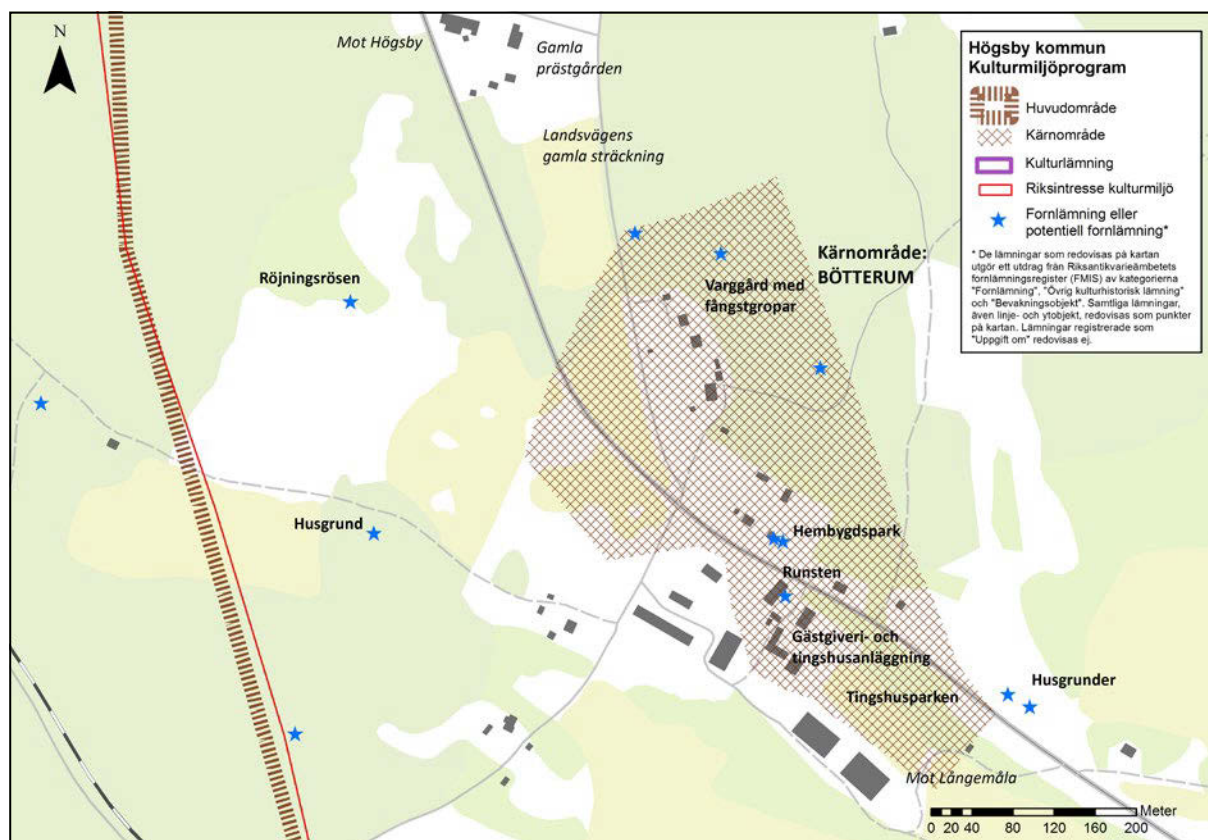 N
Mot Högsby
Gamla
prästgården
Landsvägens
gamla sträckning
Högsby kommun
Kulturmiljöprogram
Huvudområde
Kärnområde
Kulturlämning
Riksintresse kulturmiljö
Fornlämning eller
potentiell fornlämning*
* De lämningar som redovisas på kartan
utgör ett utdrag från Riksantikvarieämbetets
fornlämningsregister (FMIS) av kategorierna
"Fornlämning", "Övrig kulturhistorisk lämning"
och "Bevakningsobjekt". Samtliga lämningar,
även linje- och ytobjekt, redovisas som punkter
på kartan. Lämningar registrerade som
"Uppgift om" redovisas ej.
Kärnområde:
BÖTTERUM
Röjningsrösen
Varggård med
fångstgropar
Husgrund
Hembygdspark
Runsten
Gästgiveri- och
tingshusanläggning
Husgrunder
Tingshusparken
Mot Långemåla
Meter
0 20 40 80 120 160 200